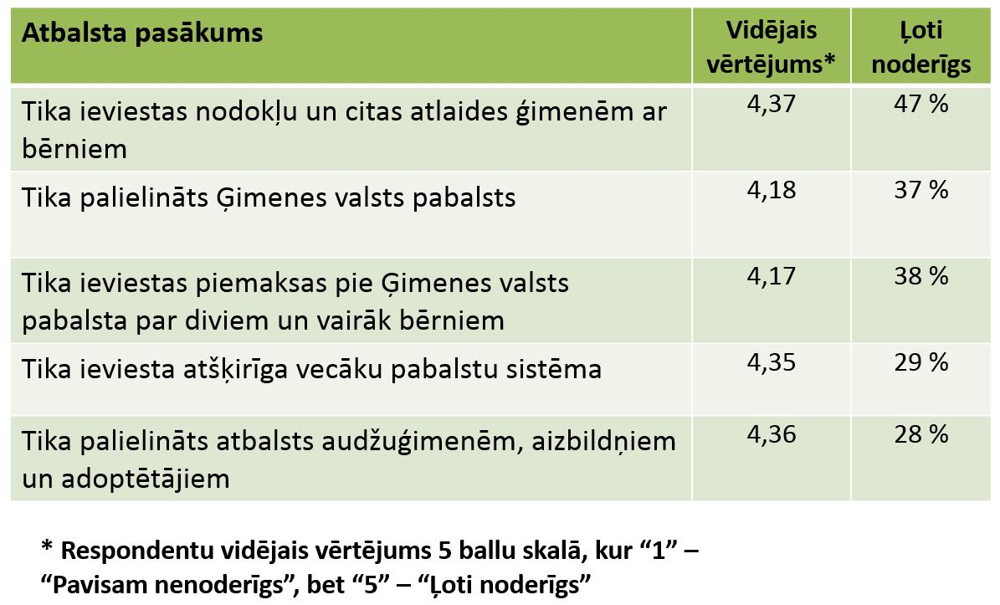 Atbalsta pasākums
Vidējais
vērtējums*
Ļoti
noderīgs
Tika ieviestas nodokļu un citas atlaides ģimenēm ar
bērniem
4,37
47 %
Tika palielināts Ģimenes valsts pabalsts
4,18
37 %
Tika ieviestas piemaksas pie Ģimenes valsts
pabalsta par diviem un vairāk bērniem
4,17
38 %
Tika ieviesta atšķirīga vecāku pabalstu sistēma
4,35
29 %
Tika palielināts atbalsts audžuģimenēm, aizbildņiem
un adoptētājiem
4,36
28 %
* Respondentu vidējais vērtējums 5 ballu skalā, kur “1” –
“Pavisam nenoderīgs”, bet “5” – “Ļoti noderīgs”